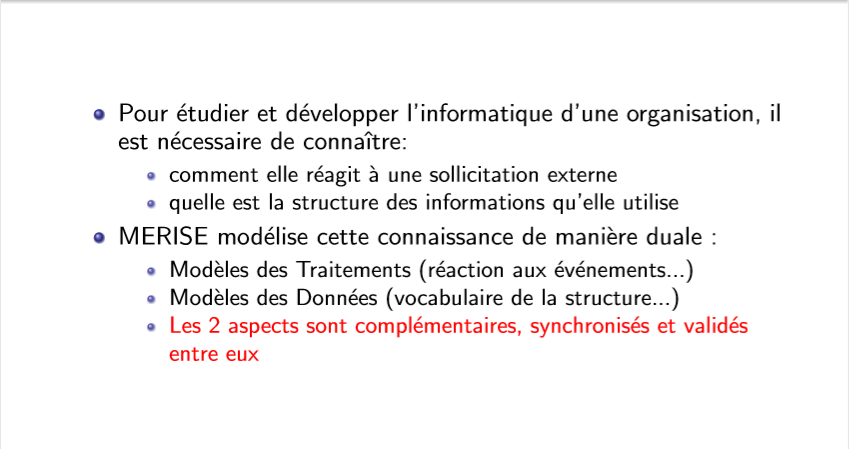 Pour étudier et développer l'informatique d'une organisation, il
est nécessaire de connaître:
comment elle réagit à une sollicitation externe
quelle est la structure des informations qu'elle utilise
MERISE modélise cette connaissance de manière duale :
Modèles des Traitements (réaction aux événements...)
Modèles des Données (vocabulaire de la structure...)
Les 2 aspects sont complémentaires, synchronisés et validés
entre eux